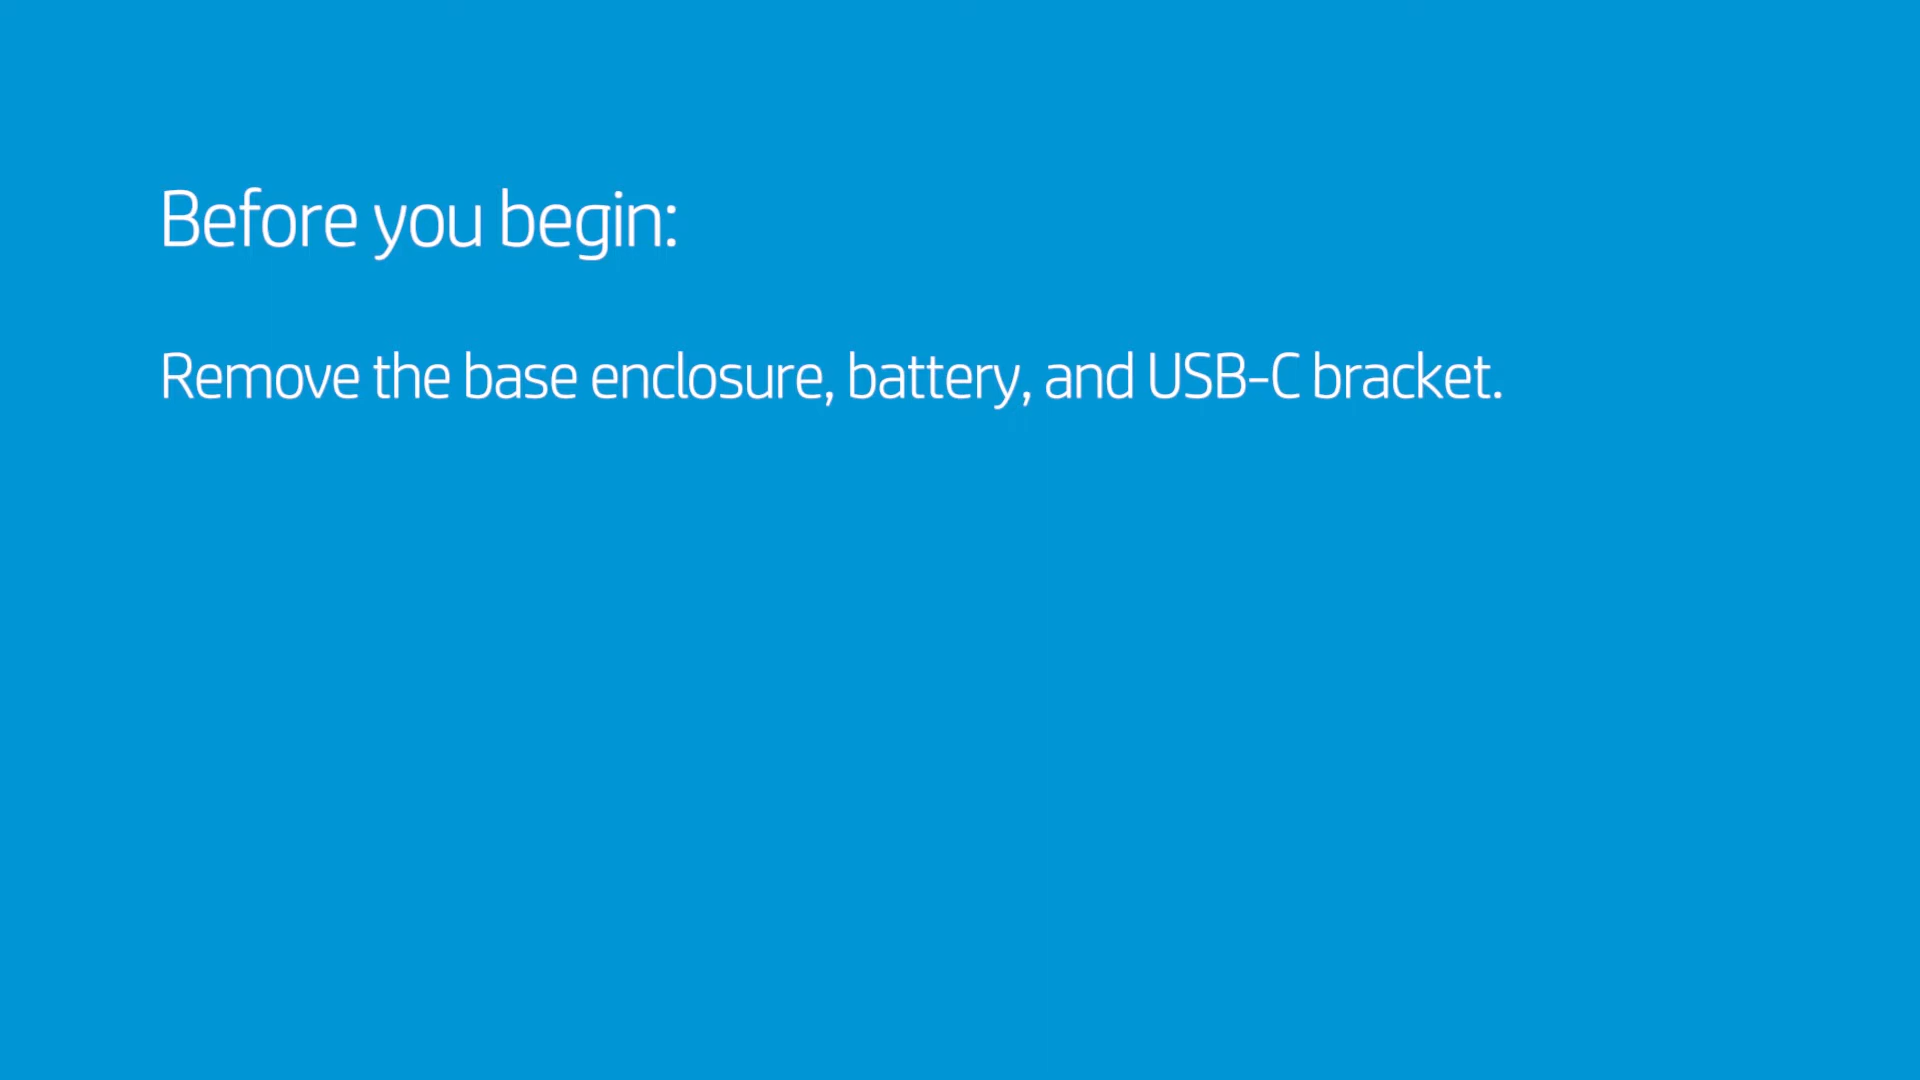 Before you begin:
Remove the base enclosure, battery, and USB-C bracket.